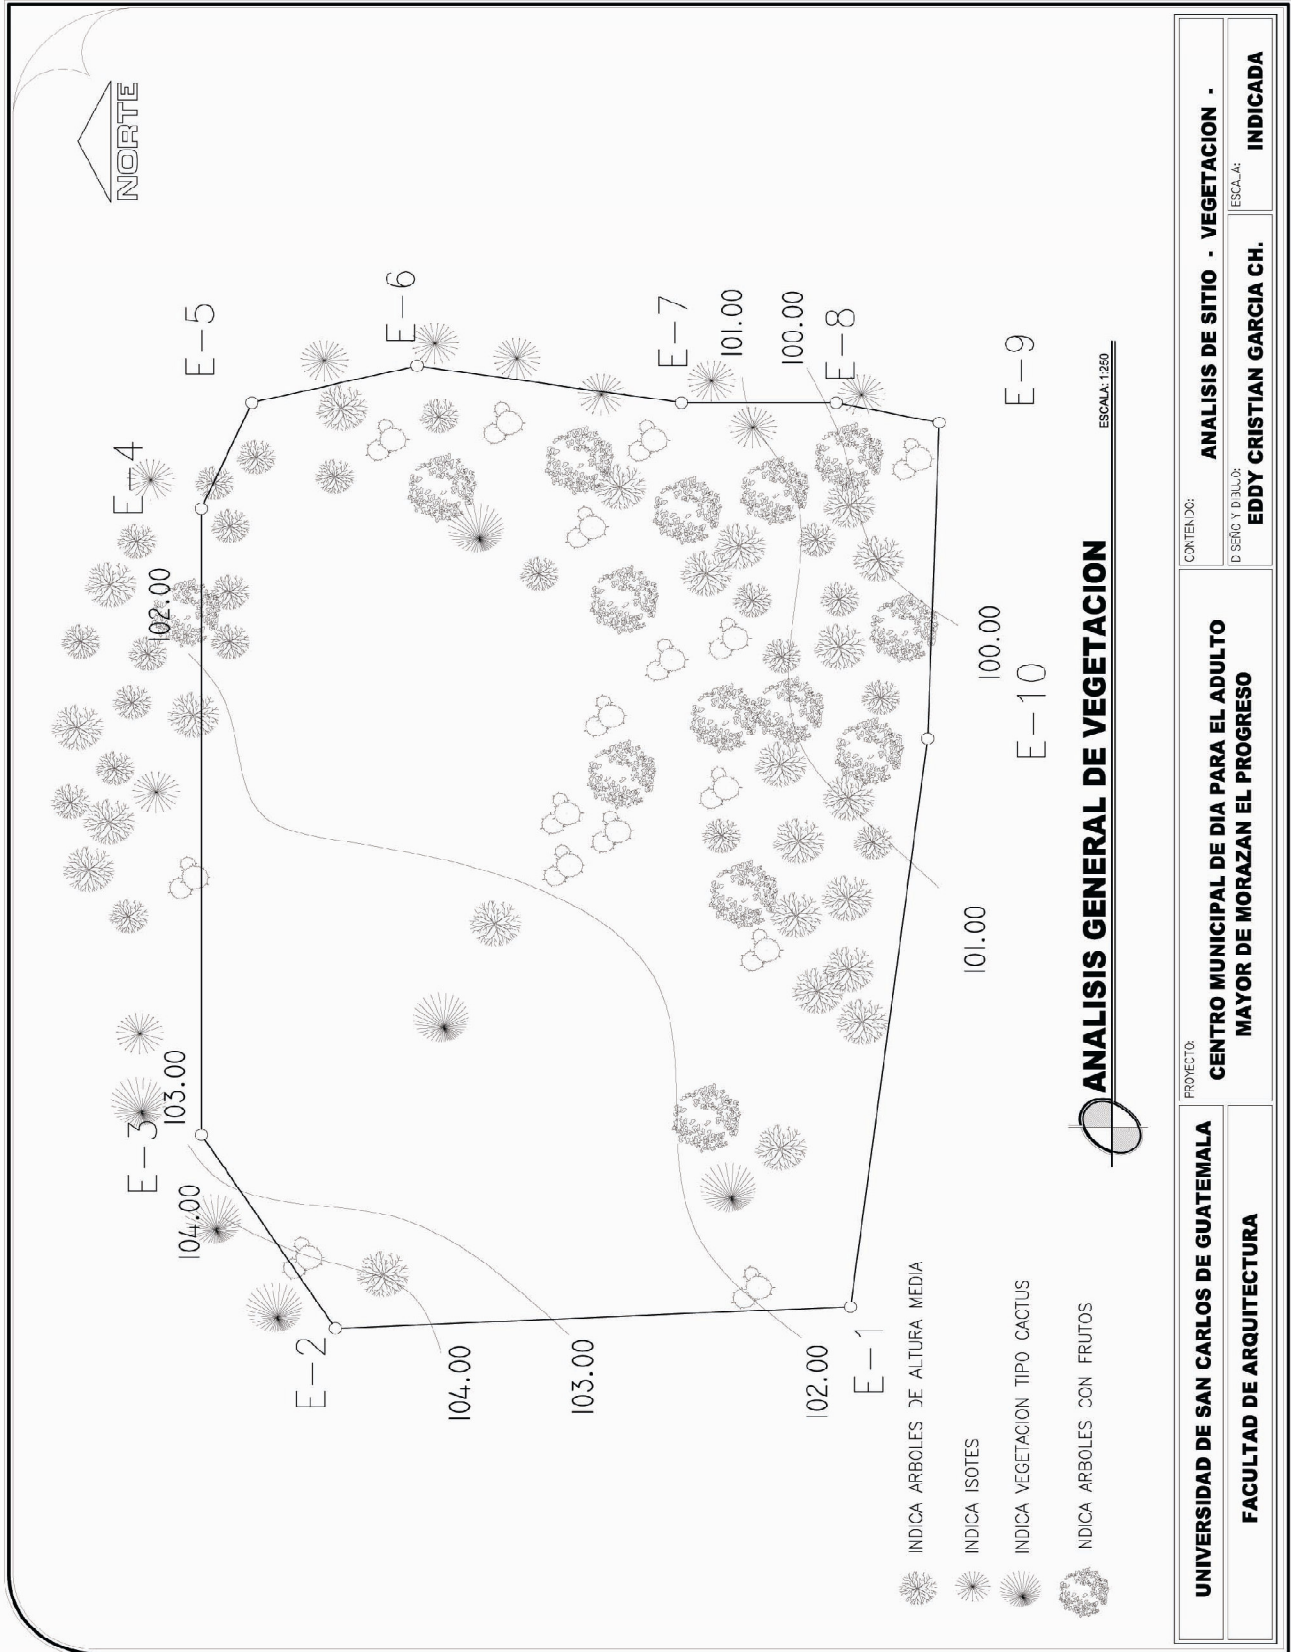 NORTE
E-4
E-5
E-6
E-7
101.00
100.00
E-8
E-9
102.00
100.00
E-10
101.00
103.00
E-3
104.00
E-2
104.00
103.00
102.00
E-1
INDICA ARBOLES DE ALTURA MEDIA
INDICA ISOTES
INDICA VEGETACION TIPO CACTUS
NDICA ARBOLES CON FRUTOS
ANALISIS GENERAL DE VEGETACION
ESCALA: 1:250
UNIVERSIDAD DE SAN CARLOS DE GUATEMALA
FACULTAD DE ARQUITECTURA
PROYECTO:
CENTRO MUNICIPAL DE DIA PARA EL ADULTO
MAYOR DE MORAZAN EL PROGRESO
CONTENIDO:
ANALISIS DE SITIO - VEGETACION -
DISEÑO Y DIBUJO:
EDDY CRISTIAN GARCIA CH.
ESCALA:
INDICADA